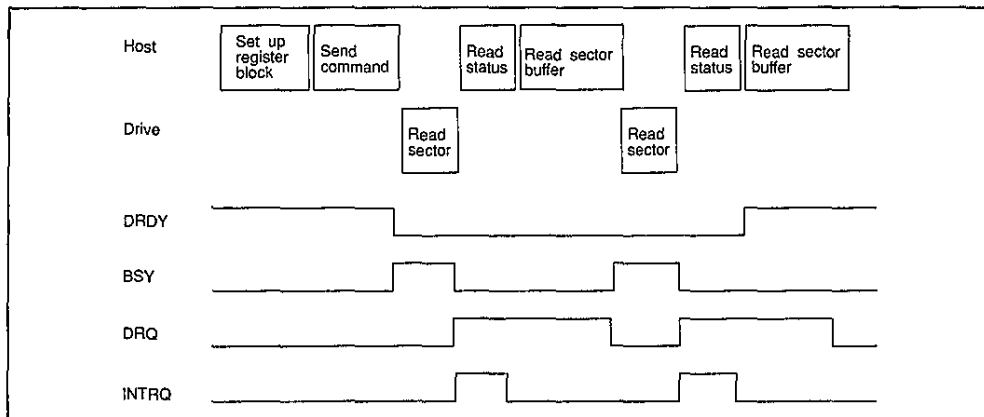 Host
Set up
register
block
Send
command
Read
status
Read sector
buffer
Read
status
Read sector
buffer
Drive
Read
sector
Read
sector
DRDY
BSY
DRQ
INTRQ